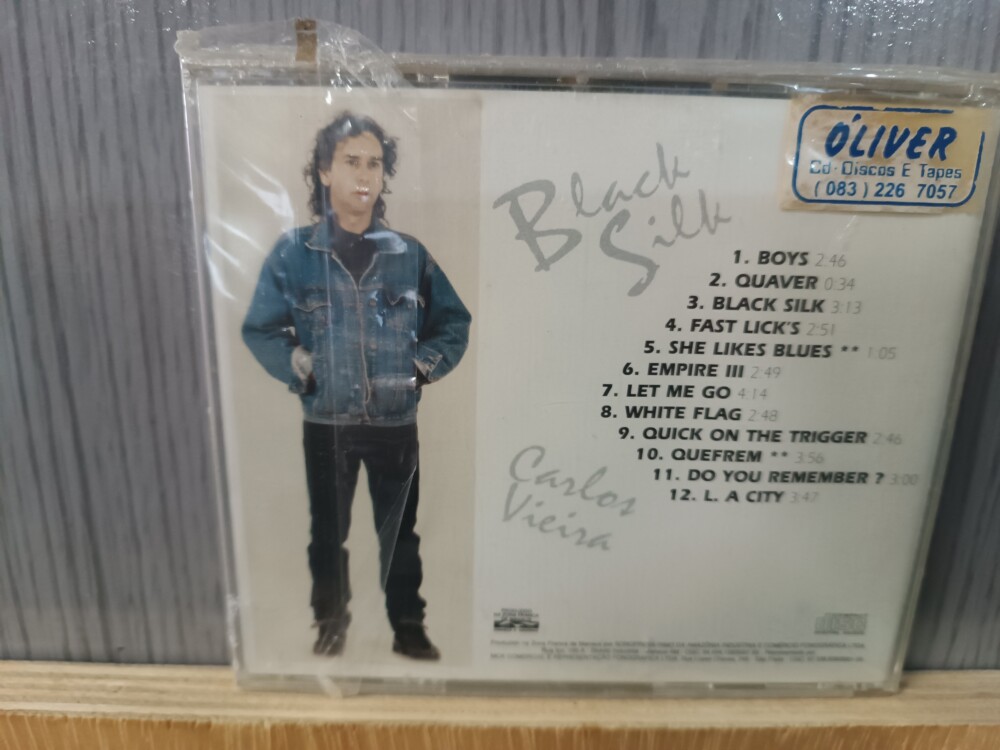 ÓLIVER
Cd-Discos E Tapes
(083) 226 7057
Black
Silk
1. BOYS 2:46
2. QUAVER 0:34
3. BLACK SILK 3:13
4. FAST LICK'S 2:51
5. SHE LIKES BLUES ** 1:05
6. EMPIRE III 2:49
7. LET ME GO 4:14
8. WHITE FLAG 2:48
9. QUICK ON THE TRIGGER 2:46
10. QUEFREM ** 3:56
11. DO YOU REMEMBER ? 3:00
12. L. A CITY 3:47
Carlos
Vieira